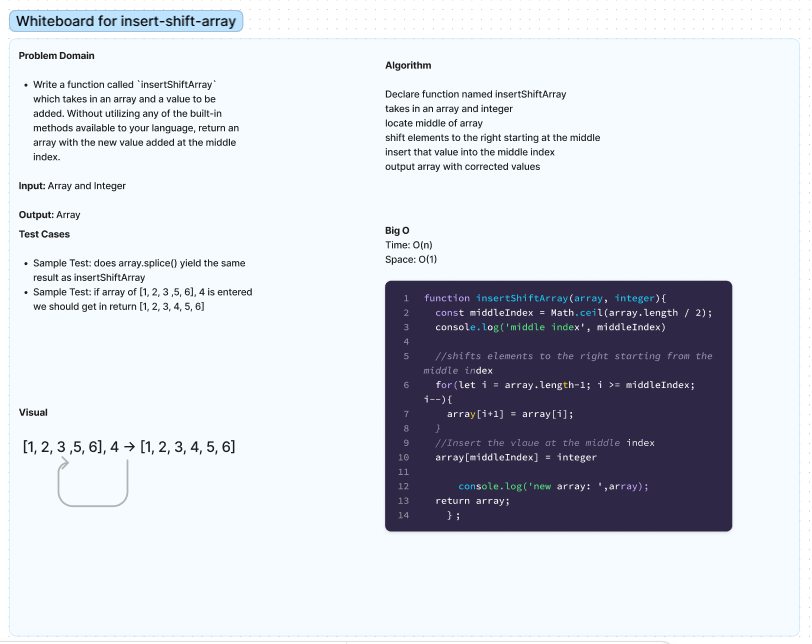 Whiteboard for insert-shift-array
Problem Domain
• Write a function called `insertShiftArray`
which takes in an array and a value to be
added. Without utilizing any of the built-in
methods available to your language, return an
array with the new value added at the middle
index.
Input: Array and Integer
Output: Array
Test Cases
• Sample Test: does array.splice() yield the same
result as insertShiftArray
• Sample Test: if array of [1, 2, 3 ,5, 6], 4 is entered
we should get in return [1, 2, 3, 4, 5, 6]
Visual
[1, 2, 3 ,5, 6], 4 → [1, 2, 3, 4, 5, 6]
Algorithm
Declare function named insertShiftArray
takes in an array and integer
locate middle of array
shift elements to the right starting at the middle
insert that value into the middle index
output array with corrected values
Big O
Time: O(n)
Space: O(1)
1 function insertShiftArray(array, integer){
2 const middleIndex = Math.ceil(array.length / 2);
3 console.log('middle index', middleIndex)
4
5 //shifts elements to the right starting from the
middle index
6 for(let i = array.length-1; i >= middleIndex;
i--){
7 array[i+1] = array[i];
8 }
9 //Insert the vloue at the middle index
10 array[middleIndex] = integer
11
12 console.log('new array: ',array);
13 return array;
14 };